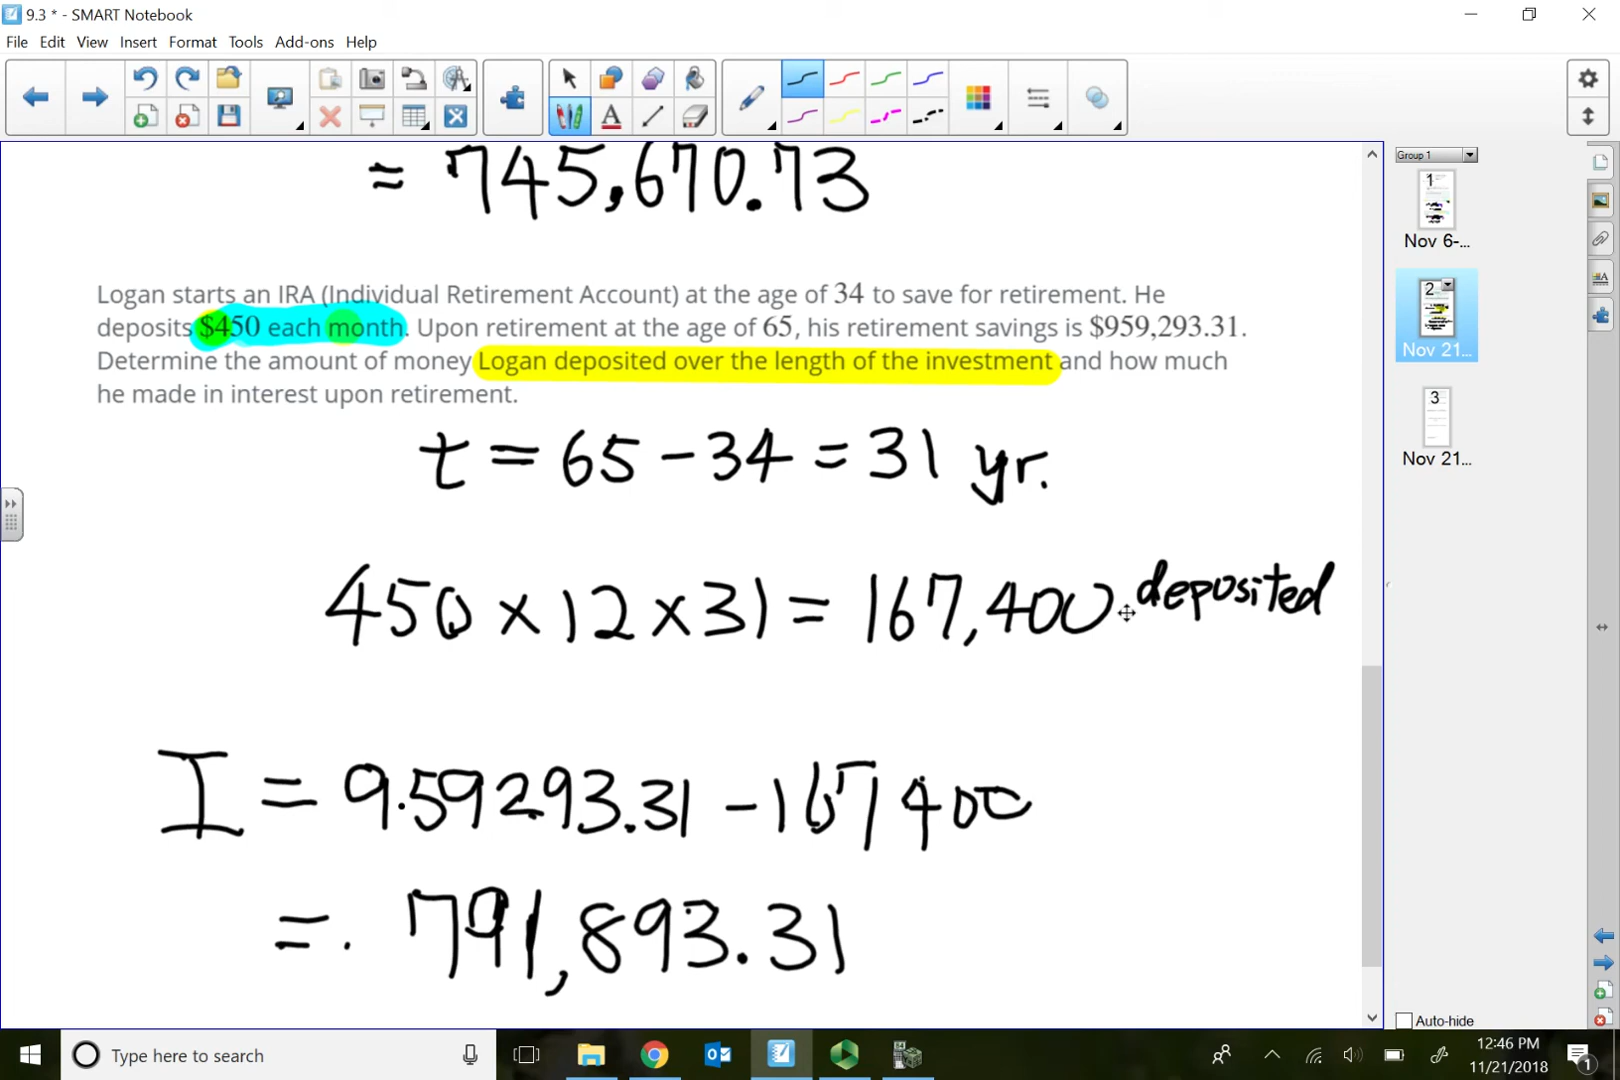 9.3 * - SMART Notebook
File Edit View Insert Format Tools Add-ons Help
≈ 745,670.73
Logan starts an IRA (Individual Retirement Account) at the age of 34 to save for retirement. He
deposits $450 each month. Upon retirement at the age of 65, his retirement savings is $959,293.31.
Determine the amount of money Logan deposited over the length of the investment and how much
he made in interest upon retirement.
t = 65 - 34 = 31 yr.
450 × 12 × 31 = 167,400 deposited
I = 9.59293.31 - 167400
= . 791,893.31
Group 1
1
Nov 6-...
2
Nov 21...
3
Nov 21...
Auto-hide
Type here to search
12:46 PM
11/21/2018
1